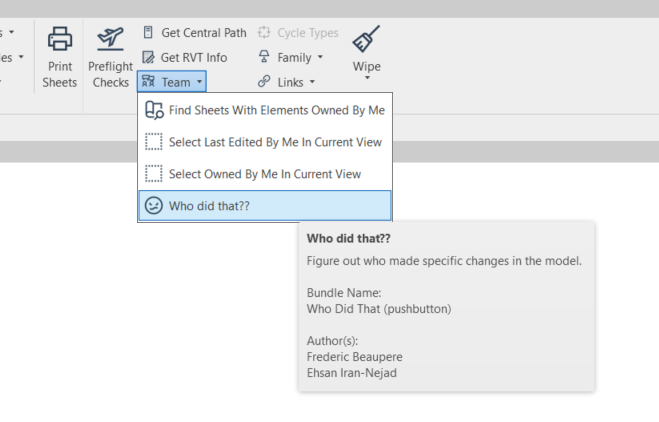 s
es
Print
Sheets
Preflight
Checks
Get Central Path
Get RVT Info
Team
Cycle Types
Family
Links
Wipe
Find Sheets With Elements Owned By Me
Select Last Edited By Me In Current View
Select Owned By Me In Current View
Who did that??
Who did that??
Figure out who made specific changes in the model.
Bundle Name:
Who Did That (pushbutton)
Author(s):
Frederic Beaupere
Ehsan Iran-Nejad